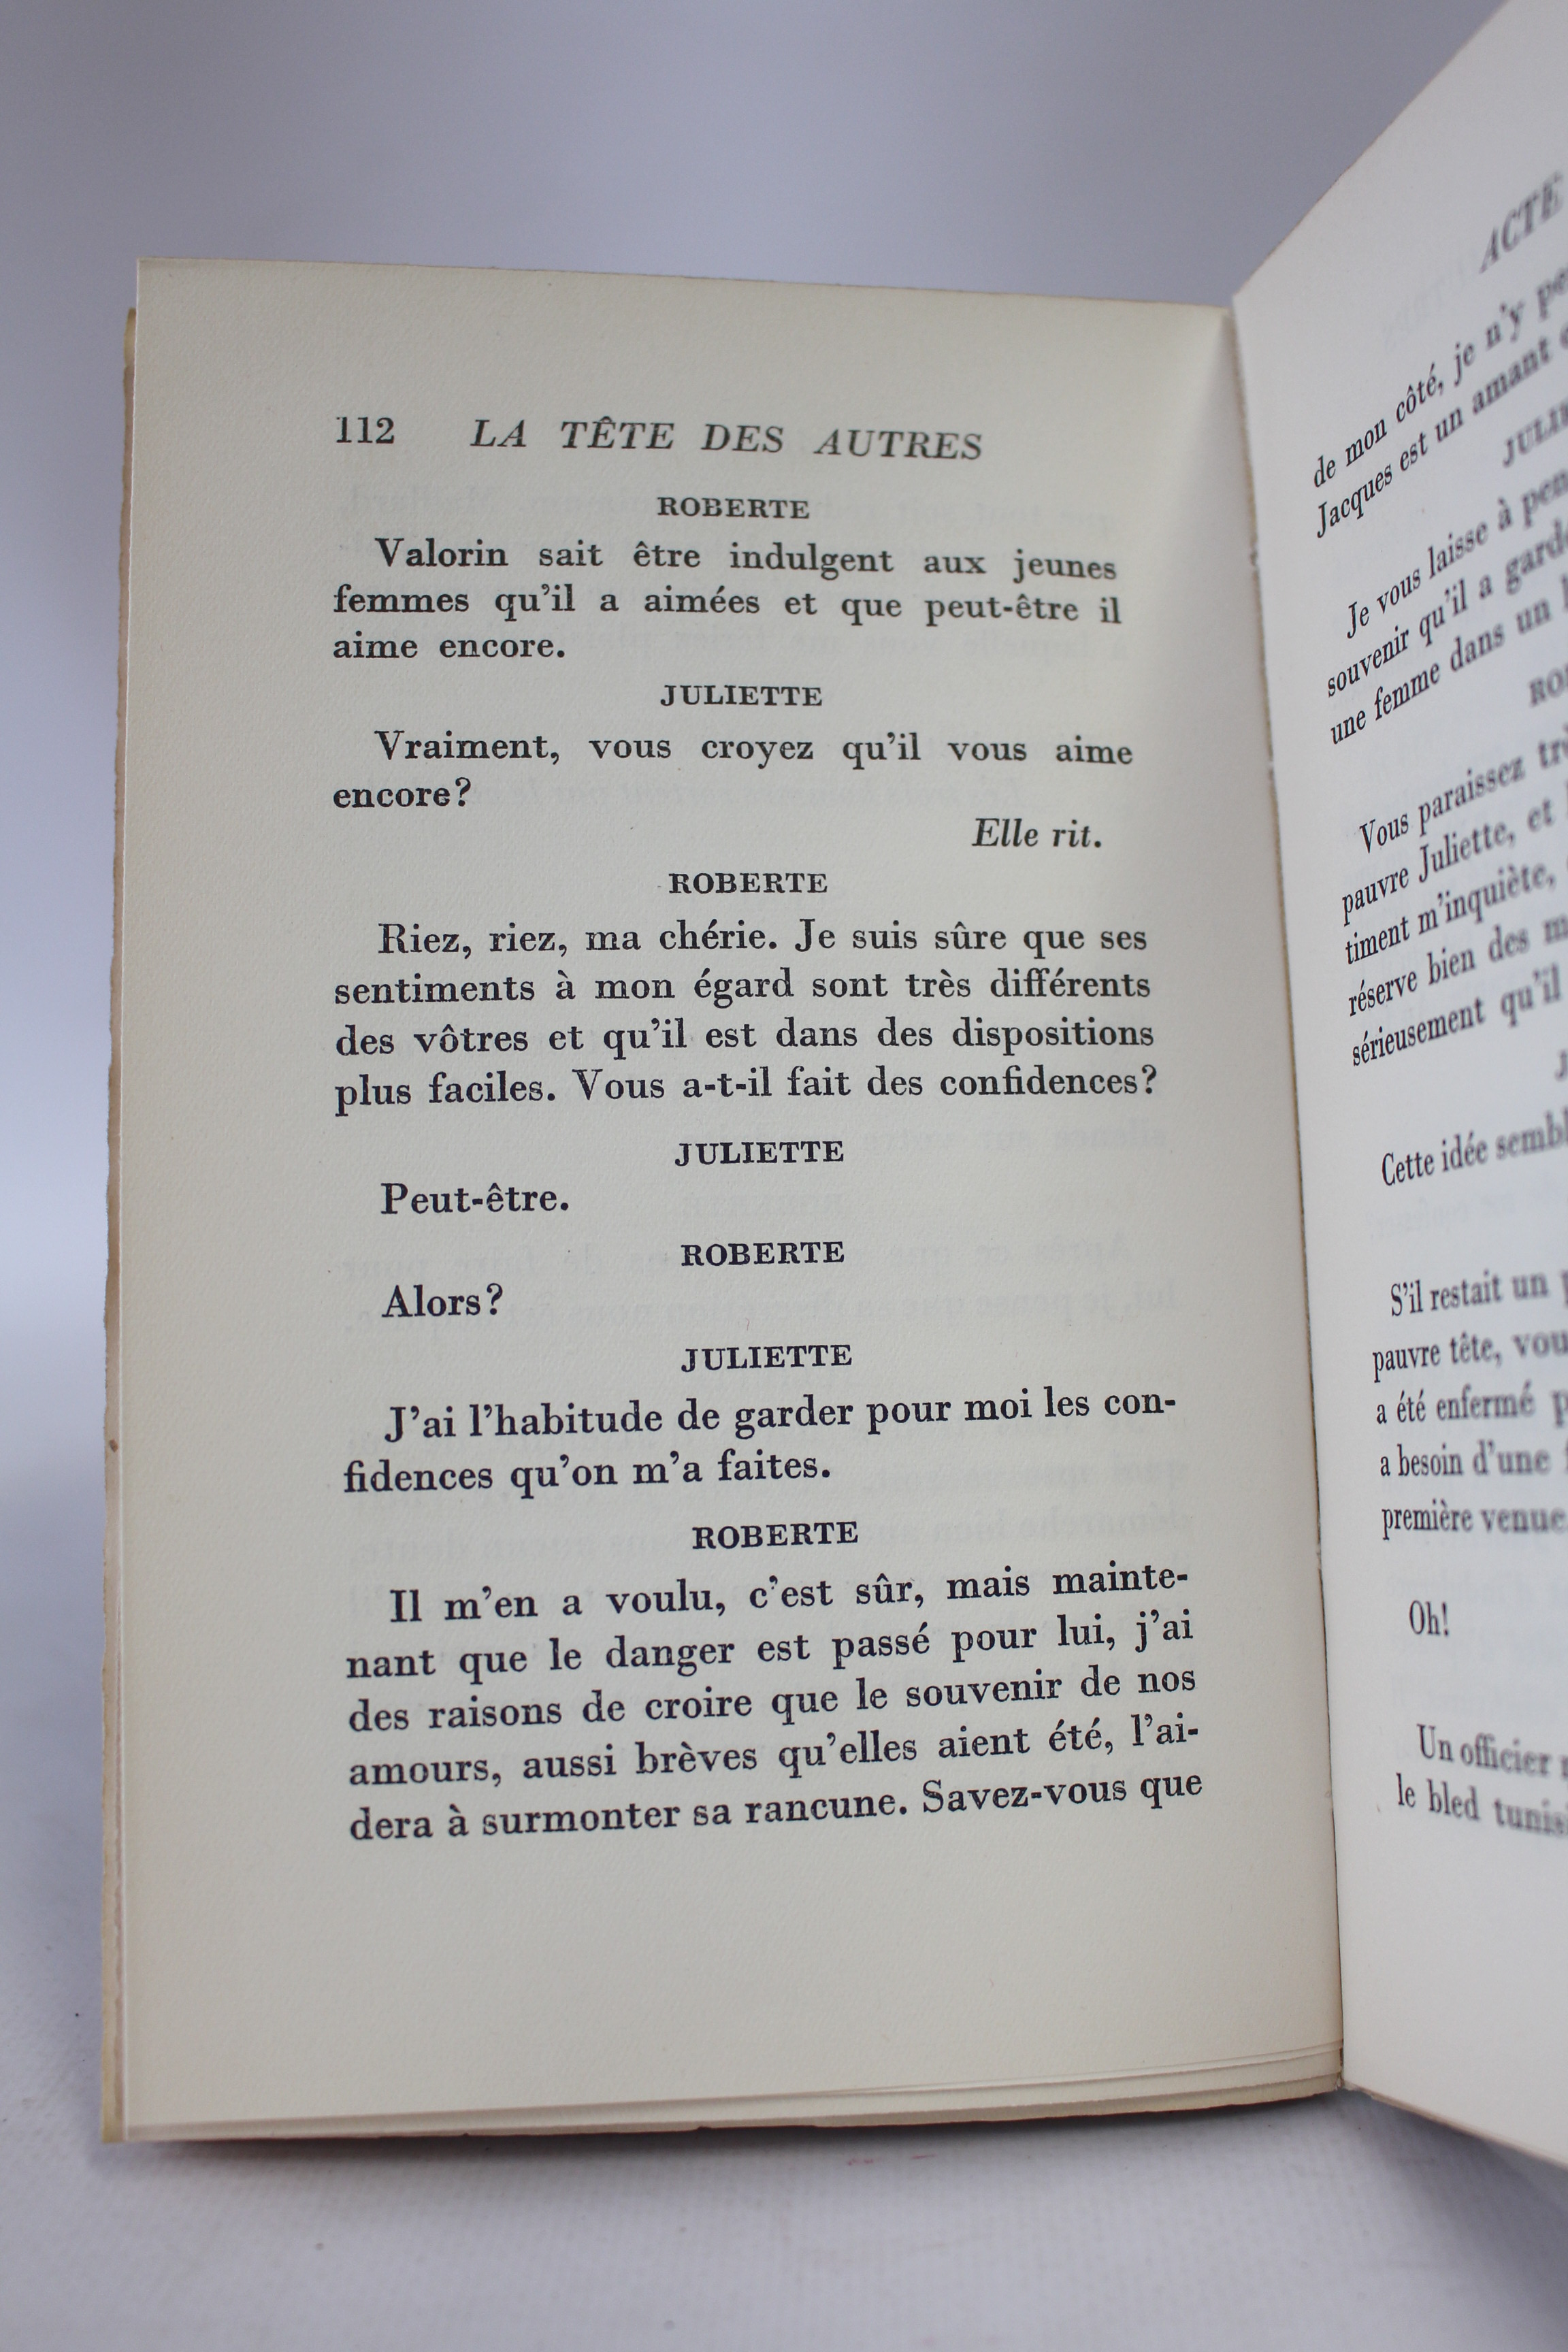 112 LA TÊTE DES AUTRES
ROBERTE
Valorin sait être indulgent aux jeunes
femmes qu'il a aimées et que peut-être il
aime encore.
JULIETTE
Vraiment, vous croyez qu'il vous aime
encore?
Elle rit.
ROBERTE
Riez, riez, ma chérie. Je suis sûre que ses
sentiments à mon égard sont très différents
des vôtres et qu'il est dans des dispositions
plus faciles. Vous a-t-il fait des confidences?
JULIETTE
Peut-être.
ROBERTE
Alors?
JULIETTE
J'ai l'habitude de garder pour moi les con-
fidences qu'on m'a faites.
ROBERTE
Il m'en a voulu, c'est sûr, mais mainte-
nant que le danger est passé pour lui, j'ai
des raisons de croire que le souvenir de nos
amours, aussi brèves qu'elles aient été, l'ai-
dera à surmonter sa rancune. Savez-vous que
ACTE
de mon côté, je n'y
Jacques est un amant
Je vous laisse à
souvenir qu'il a
une femme dans un
Vous paraissez
pauvre Juliette, et
timent m'inquiète,
réserve bien des
sérieusement qu'il
Cette idée
S'il restait un
pauvre tête,
a été enfermé
a besoin d'une
première venue
Oh!
Un officier
le bled